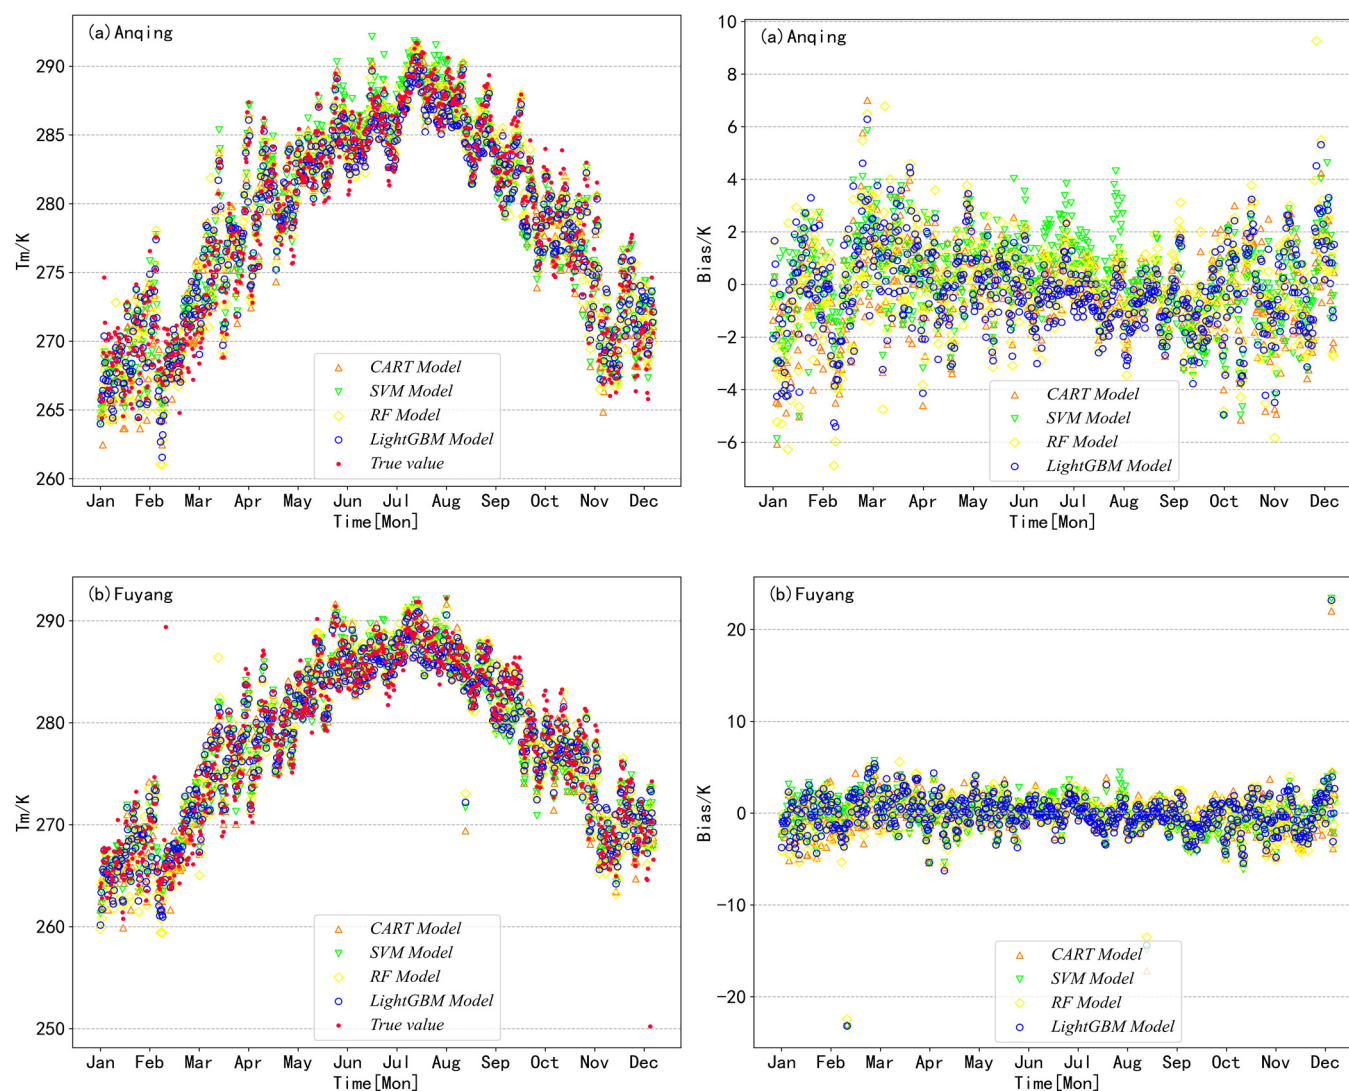 (a)Anqing
Tm/K
290
285
280
275
270
265
260
CART Model
SVM Model
RF Model
LightGBM Model
True value
Jan Feb Mar Apr May Jun Jul Aug Sep Oct Nov Dec
Time[Mon]
(a)Anqing
Bias/K
10
8
6
4
2
0
−2
−4
−6
CART Model
SVM Model
RF Model
LightGBM Model
Jan Feb Mar Apr May Jun Jul Aug Sep Oct Nov Dec
Time[Mon]
(b)Fuyang
Tm/K
290
280
270
260
250
CART Model
SVM Model
RF Model
LightGBM Model
True value
Jan Feb Mar Apr May Jun Jul Aug Sep Oct Nov Dec
Time[Mon]
(b)Fuyang
Bias/K
20
10
0
−10
−20
CART Model
SVM Model
RF Model
LightGBM Model
Jan Feb Mar Apr May Jun Jul Aug Sep Oct Nov Dec
Time[Mon]